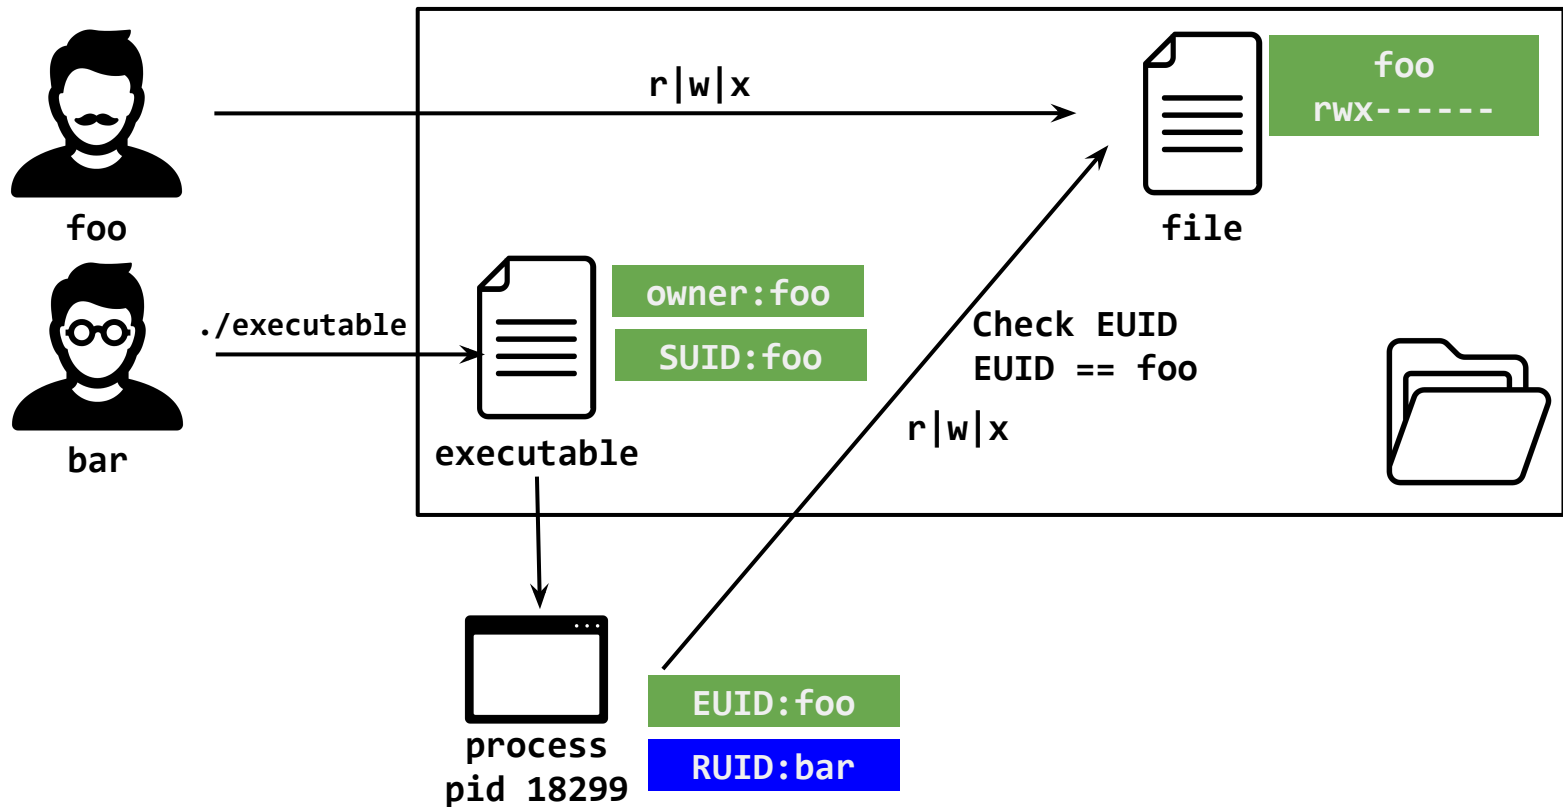 r|w|x
foo
rwx------
foo
file
./executable
owner:foo
SUID:foo
Check EUID
EUID == foo
r|w|x
bar
executable
EUID:foo
process
RUID:bar
pid 18299